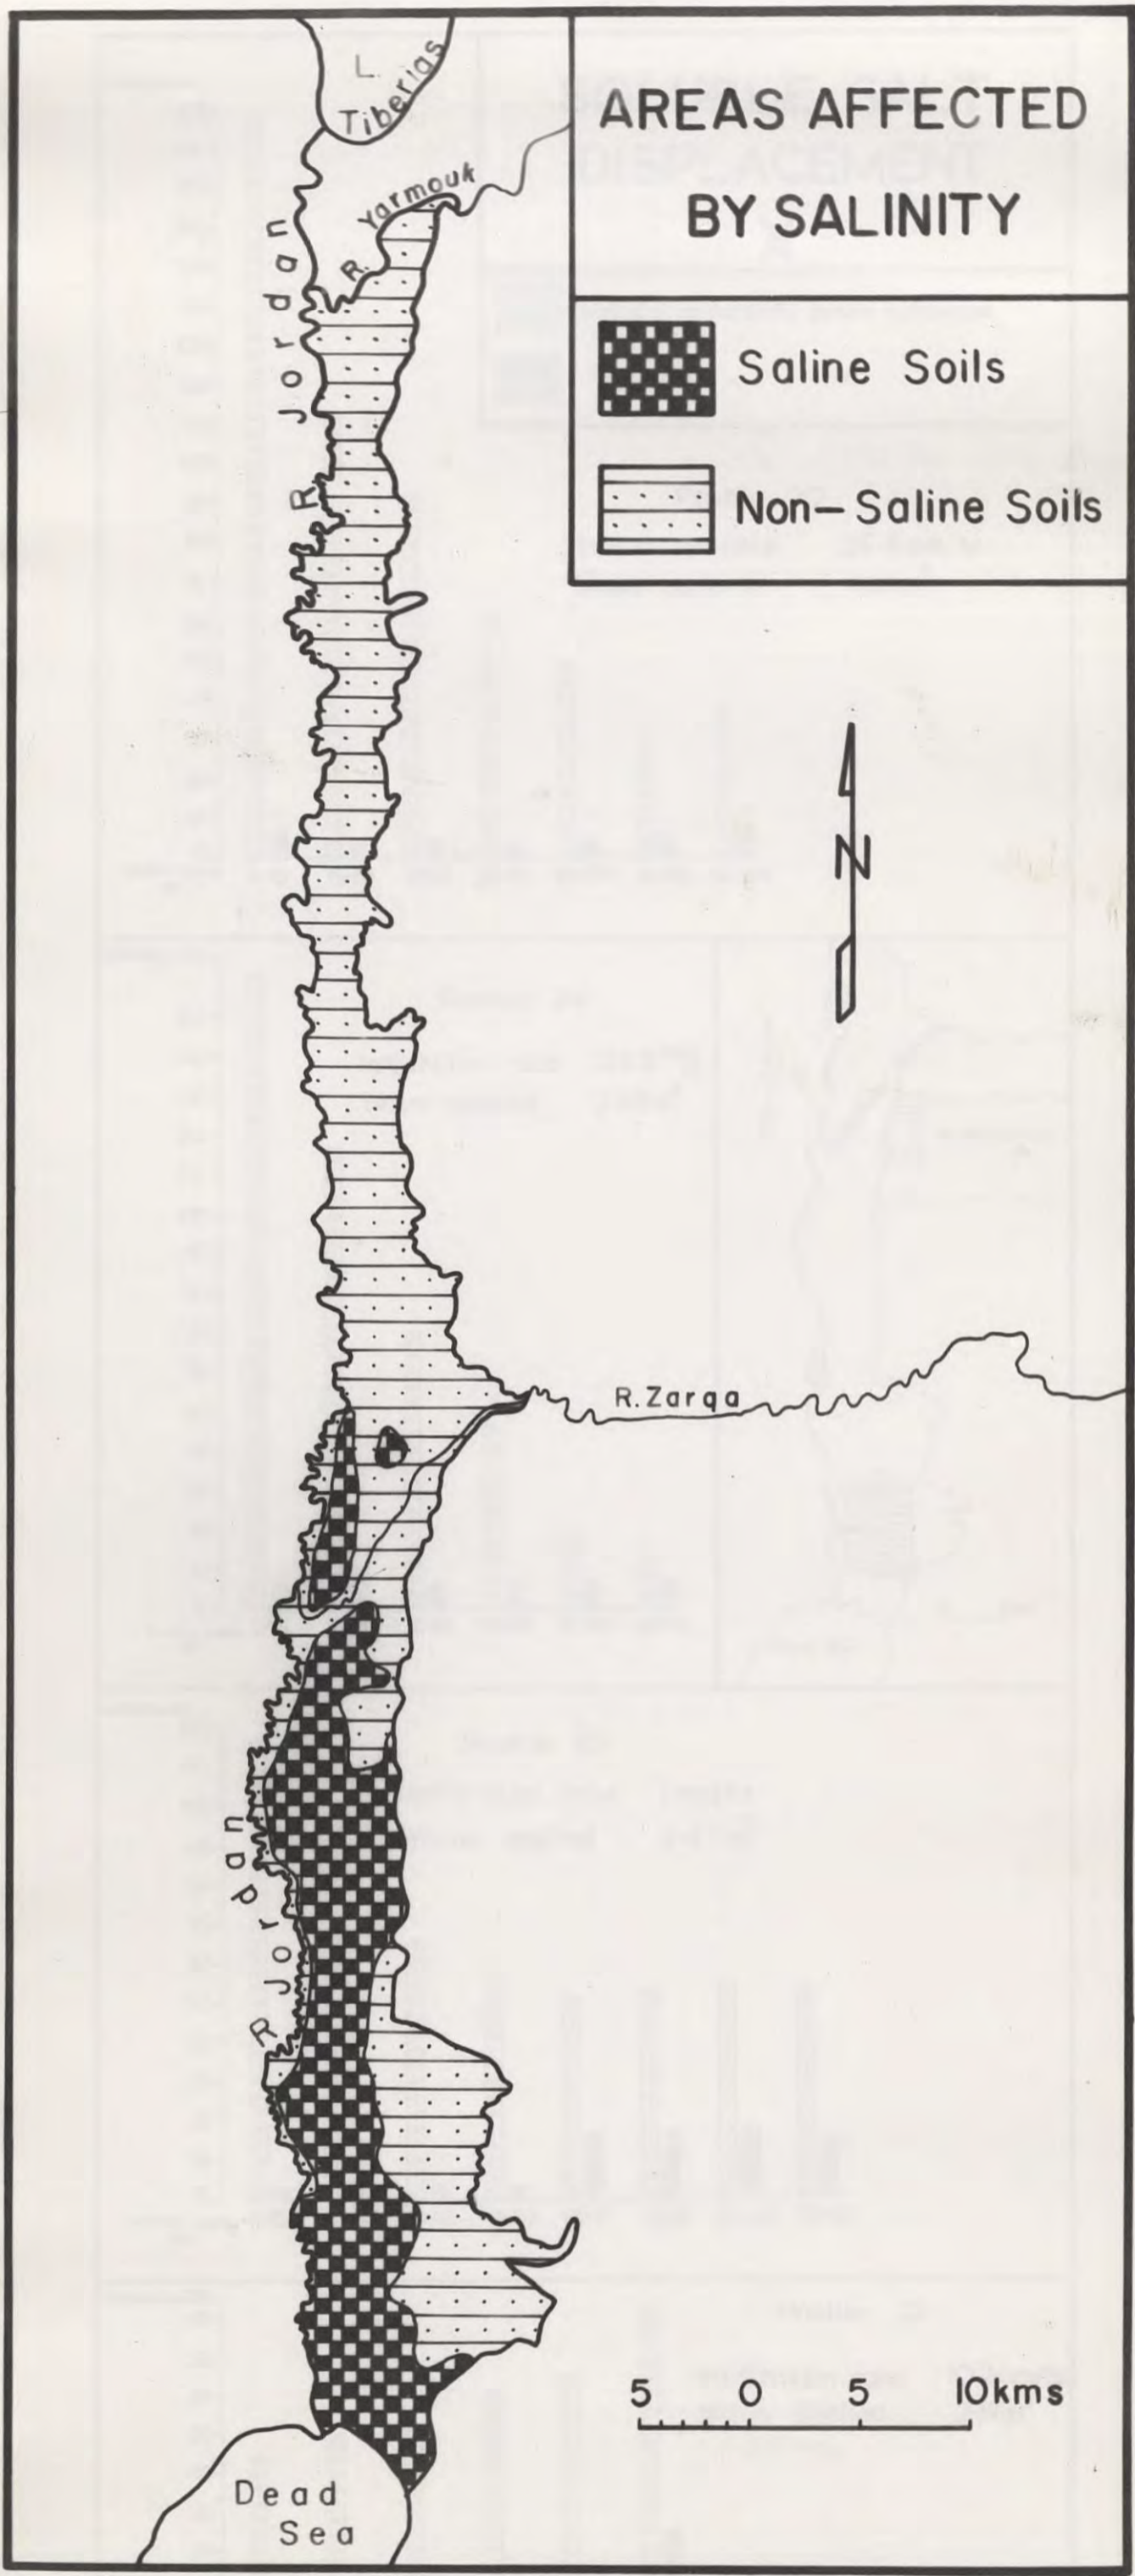 L.
Tiberias
AREAS AFFECTED
BY SALINITY
R. Yarmouk
R Jordan
Saline Soils
Non-Saline Soils
N
R. Zarqa
R Jordan
5 0 5 10kms
Dead
Sea